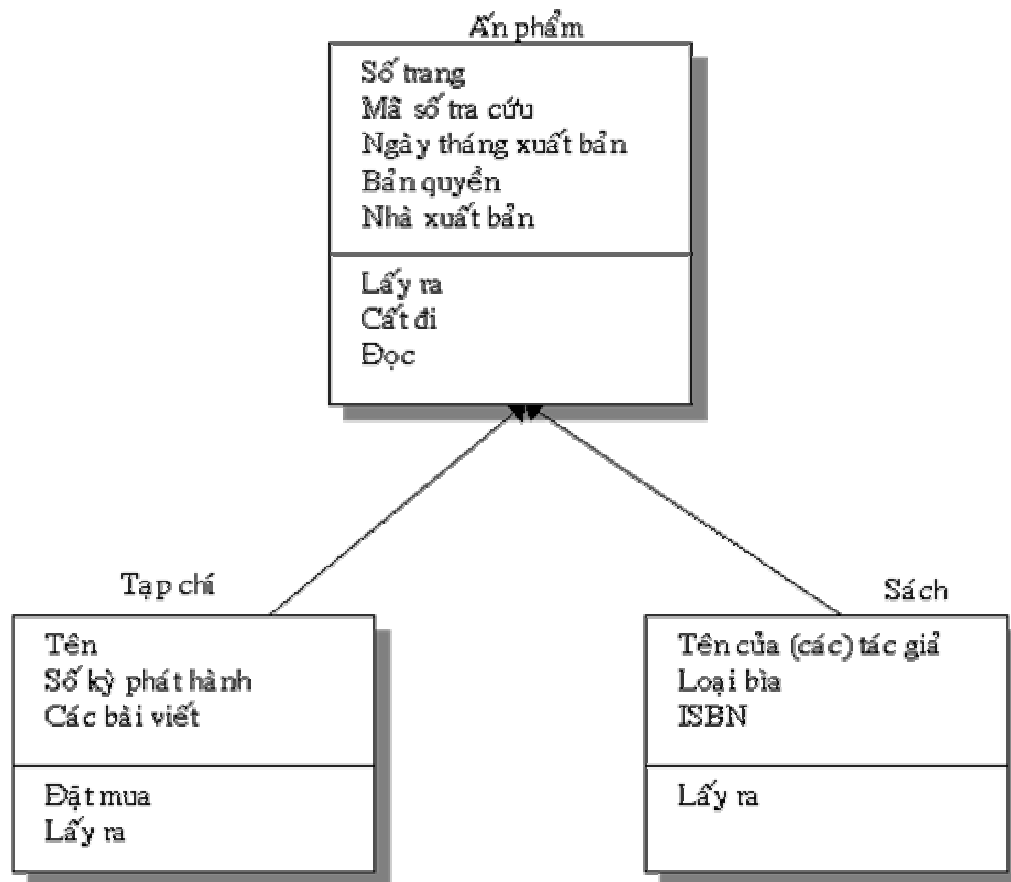 Ấn phẩm
Số trang
Mã số tra cứu
Ngày tháng xuất bản
Bản quyền
Nhà xuất bản
Lấy ra
Cất đi
Đọc
Tạp chí
Tên
Số kỳ phát hành
Các bài viết
Đặt mua
Lấy ra
Sách
Tên của (các) tác giả
Loại bìa
ISBN
Lấy ra